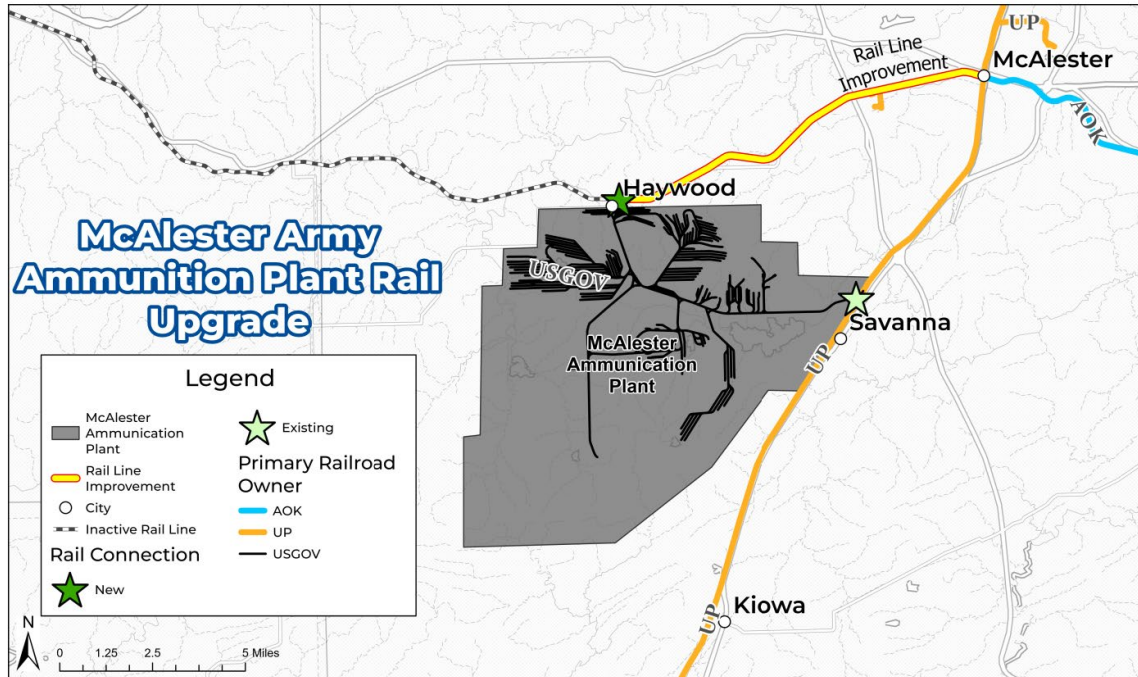 UP
McAlester
Rail Line
Improvement
AOK
Haywood
McAlester Army
Ammunition Plant Rail
Upgrade
USGOV
Savanna
McAlester
Ammunication
Plant
UP
Kiowa
UP
Legend
McAlester
Ammunication
Plant
Rail Line
Improvement
City
Inactive Rail Line
Rail Connection
New
Existing
Primary Railroad
Owner
AOK
UP
USGOV
N
0 1.25 2.5 5 Miles